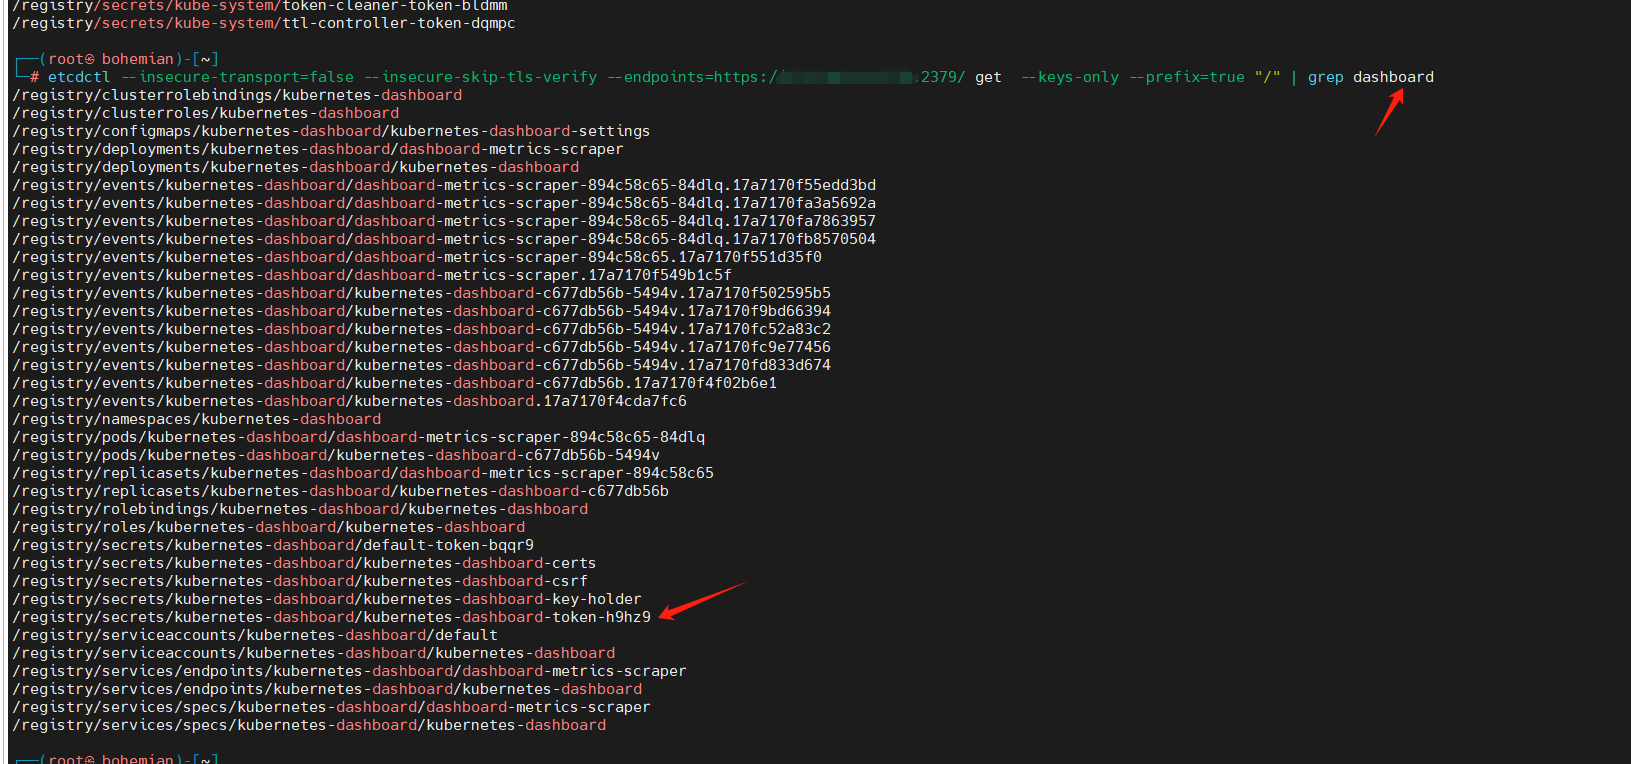 /registry/secrets/kube-system/token-cleaner-token-bldmm
/registry/secrets/kube-system/ttl-controller-token-dqmpc
┌──(root㉿ bohemian)-[~]
└─# etcdctl --insecure-transport=false --insecure-skip-tls-verify --endpoints=https:/ .2379/ get  --keys-only --prefix=true "/" | grep dashboard
/registry/clusterrolebindings/kubernetes-dashboard
/registry/clusterroles/kubernetes-dashboard
/registry/configmaps/kubernetes-dashboard/kubernetes-dashboard-settings
/registry/deployments/kubernetes-dashboard/dashboard-metrics-scraper
/registry/deployments/kubernetes-dashboard/kubernetes-dashboard
/registry/events/kubernetes-dashboard/dashboard-metrics-scraper-894c58c65-84dlq.17a7170f55edd3bd
/registry/events/kubernetes-dashboard/dashboard-metrics-scraper-894c58c65-84dlq.17a7170fa3a5692a
/registry/events/kubernetes-dashboard/dashboard-metrics-scraper-894c58c65-84dlq.17a7170fa7863957
/registry/events/kubernetes-dashboard/dashboard-metrics-scraper-894c58c65-84dlq.17a7170fb8570504
/registry/events/kubernetes-dashboard/dashboard-metrics-scraper-894c58c65.17a7170f551d35f0
/registry/events/kubernetes-dashboard/dashboard-metrics-scraper.17a7170f549b1c5f
/registry/events/kubernetes-dashboard/kubernetes-dashboard-c677db56b-5494v.17a7170f502595b5
/registry/events/kubernetes-dashboard/kubernetes-dashboard-c677db56b-5494v.17a7170f9bd66394
/registry/events/kubernetes-dashboard/kubernetes-dashboard-c677db56b-5494v.17a7170fc52a83c2
/registry/events/kubernetes-dashboard/kubernetes-dashboard-c677db56b-5494v.17a7170fc9e77456
/registry/events/kubernetes-dashboard/kubernetes-dashboard-c677db56b-5494v.17a7170fd833d674
/registry/events/kubernetes-dashboard/kubernetes-dashboard-c677db56b.17a7170f4f02b6e1
/registry/events/kubernetes-dashboard/kubernetes-dashboard.17a7170f4cda7fc6
/registry/namespaces/kubernetes-dashboard
/registry/pods/kubernetes-dashboard/dashboard-metrics-scraper-894c58c65-84dlq
/registry/pods/kubernetes-dashboard/kubernetes-dashboard-c677db56b-5494v
/registry/replicasets/kubernetes-dashboard/dashboard-metrics-scraper-894c58c65
/registry/replicasets/kubernetes-dashboard/kubernetes-dashboard-c677db56b
/registry/rolebindings/kubernetes-dashboard/kubernetes-dashboard
/registry/roles/kubernetes-dashboard/kubernetes-dashboard
/registry/secrets/kubernetes-dashboard/default-token-bqqr9
/registry/secrets/kubernetes-dashboard/kubernetes-dashboard-certs
/registry/secrets/kubernetes-dashboard/kubernetes-dashboard-csrf
/registry/secrets/kubernetes-dashboard/kubernetes-dashboard-key-holder
/registry/secrets/kubernetes-dashboard/kubernetes-dashboard-token-h9hz9
/registry/serviceaccounts/kubernetes-dashboard/default
/registry/serviceaccounts/kubernetes-dashboard/kubernetes-dashboard
/registry/services/endpoints/kubernetes-dashboard/dashboard-metrics-scraper
/registry/services/endpoints/kubernetes-dashboard/kubernetes-dashboard
/registry/services/specs/kubernetes-dashboard/dashboard-metrics-scraper
/registry/services/specs/kubernetes-dashboard/kubernetes-dashboard
┌──(root㉿ bohemian)-[~]